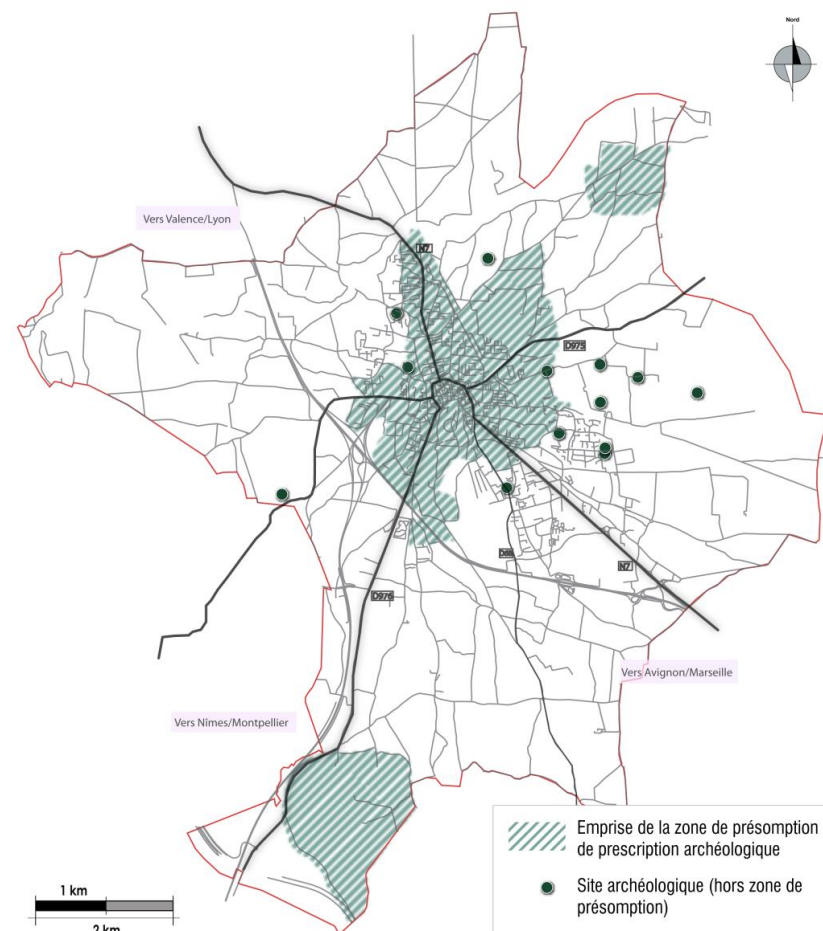 Nord
Vers Valence/Lyon
N7
D975
D68
N7
D976
Vers Avignon/Marseille
Vers Nîmes/Montpellier
Emprise de la zone de présomption
de prescription archéologique
Site archéologique (hors zone de
présomption)
1 km
2 km